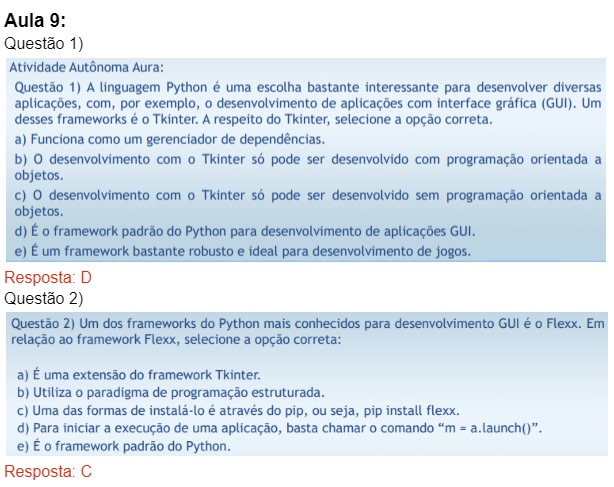 Aula 9:
Questão 1)
Atividade Autônoma Aura:
Questão 1) A linguagem Python é uma escolha bastante interessante para desenvolver diversas
aplicações, com, por exemplo, o desenvolvimento de aplicações com interface gráfica (GUI). Um
desses frameworks é o Tkinter. A respeito do Tkinter, selecione a opção correta.
a) Funciona como um gerenciador de dependências.
b) O desenvolvimento com o Tkinter só pode ser desenvolvido com programação orientada a
objetos.
c) O desenvolvimento com o Tkinter só pode ser desenvolvido sem programação orientada a
objetos.
d) É o framework padrão do Python para desenvolvimento de aplicações GUI.
e) É um framework bastante robusto e ideal para desenvolvimento de jogos.
Resposta: D
Questão 2)
Questão 2) Um dos frameworks do Python mais conhecidos para desenvolvimento GUI é o Flexx. Em
relação ao framework Flexx, selecione a opção correta:
a) É uma extensão do framework Tkinter.
b) Utiliza o paradigma de programação estruturada.
c) Uma das formas de instalá-lo é através do pip, ou seja, pip install flexx.
d) Para iniciar a execução de uma aplicação, basta chamar o comando “m = a.launch()”.
e) É o framework padrão do Python.
Resposta: C